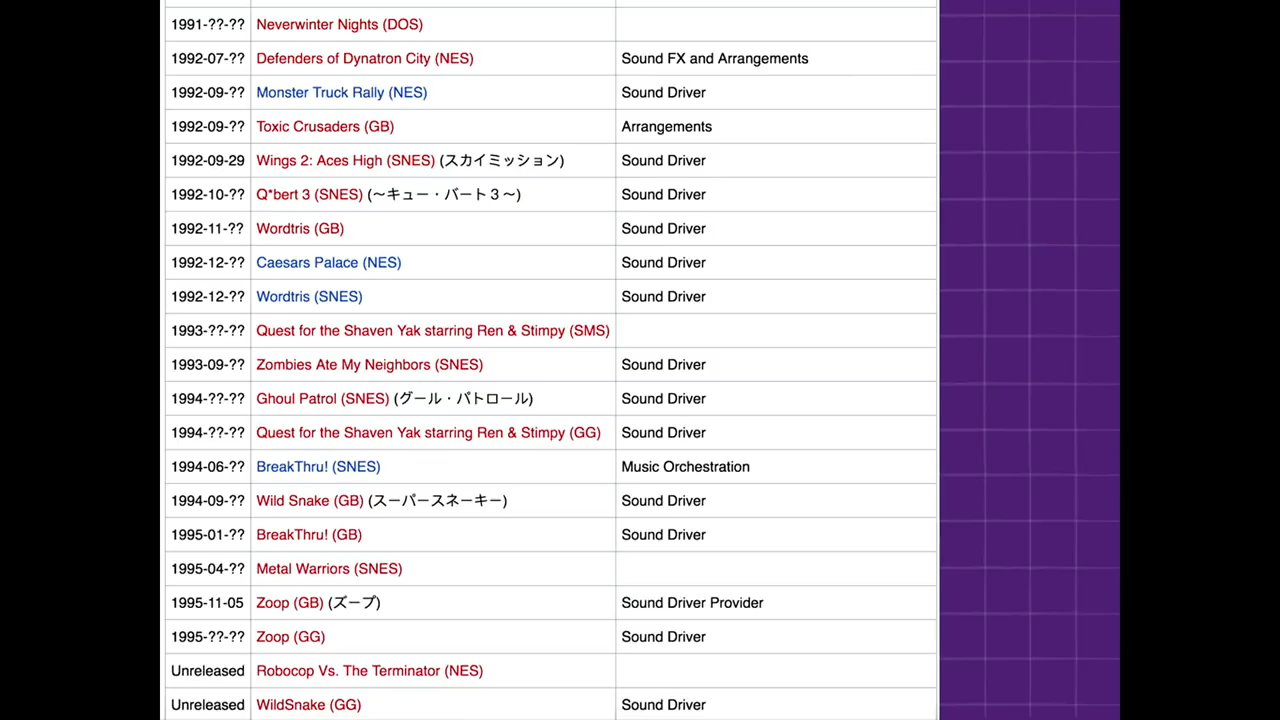 1991-??-?? Neverwinter Nights (DOS)
1992-07-?? Defenders of Dynatron City (NES) Sound FX and Arrangements
1992-09-?? Monster Truck Rally (NES) Sound Driver
1992-09-?? Toxic Crusaders (GB) Arrangements
1992-09-29 Wings 2: Aces High (SNES) (スカイミッション) Sound Driver
1992-10-?? Q*bert 3 (SNES) (〜キュー・バート３〜) Sound Driver
1992-11-?? Wordtris (GB) Sound Driver
1992-12-?? Caesars Palace (NES) Sound Driver
1992-12-?? Wordtris (SNES) Sound Driver
1993-??-?? Quest for the Shaven Yak starring Ren & Stimpy (SMS)
1993-09-?? Zombies Ate My Neighbors (SNES) Sound Driver
1994-??-?? Ghoul Patrol (SNES) (グール・パトロール) Sound Driver
1994-??-?? Quest for the Shaven Yak starring Ren & Stimpy (GG) Sound Driver
1994-06-?? BreakThru! (SNES) Music Orchestration
1994-09-?? Wild Snake (GB) (スーパースネーキー) Sound Driver
1995-01-?? BreakThru! (GB) Sound Driver
1995-04-?? Metal Warriors (SNES)
1995-11-05 Zoop (GB) (ズープ) Sound Driver Provider
1995-??-?? Zoop (GG) Sound Driver
Unreleased Robocop Vs. The Terminator (NES)
Unreleased WildSnake (GG) Sound Driver